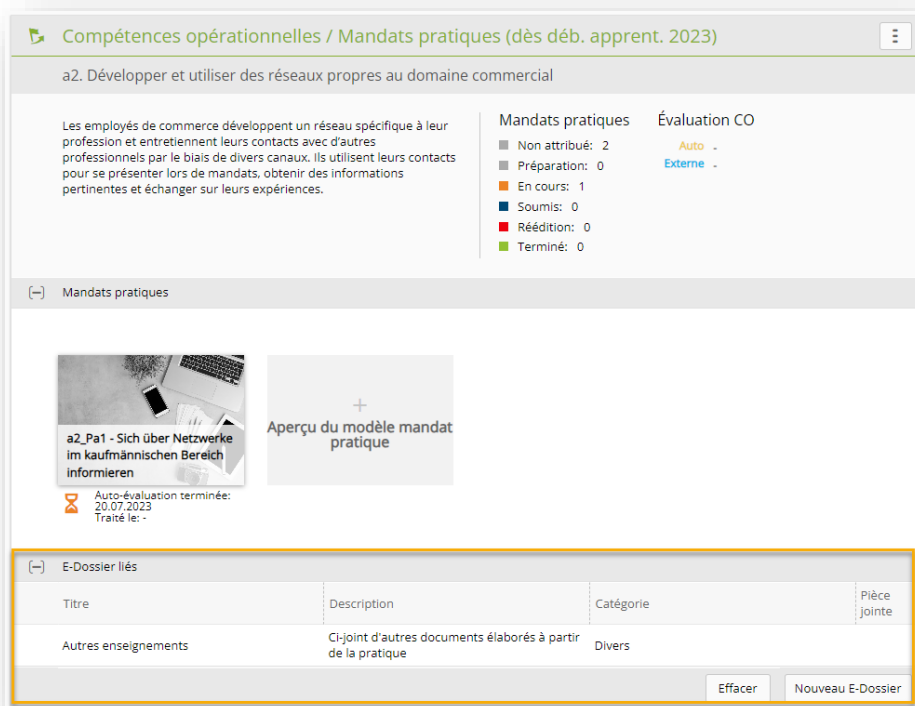 Compétences opérationnelles / Mandats pratiques (dès déb. apprent. 2023)
a2. Développer et utiliser des réseaux propres au domaine commercial
Les employés de commerce développent un réseau spécifique à leur
profession et entretiennent leurs contacts avec d'autres
professionnels par le biais de divers canaux. Ils utilisent leurs contacts
pour se présenter lors de mandats, obtenir des informations
pertinentes et échanger sur leurs expériences.
Mandats pratiques
Non attribué: 2
Préparation: 0
En cours: 1
Soumis: 0
Réédition: 0
Terminé: 0
Évaluation CO
Auto -
Externe -
Mandats pratiques
a2_Pa1 - Sich über Netzwerke
im kaufmännischen Bereich
informieren
Auto-évaluation terminée:
20.07.2023
Traité le: -
+
Aperçu du modèle mandat
pratique
E-Dossier liés
Titre
Description
Catégorie
Pièce
jointe
Autres enseignements
Ci-joint d'autres documents élaborés à partir
de la pratique
Divers
Effacer
Nouveau E-Dossier